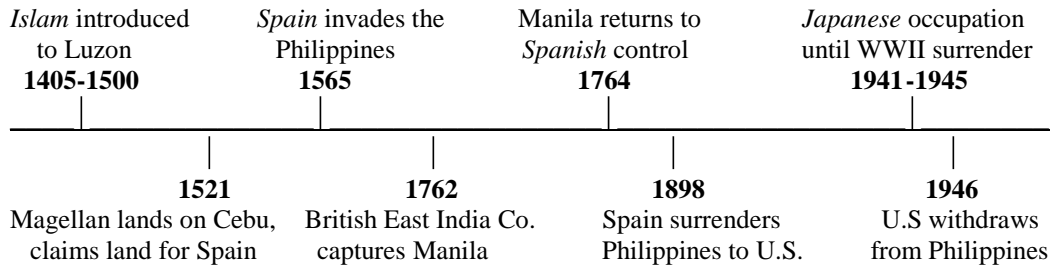 Islam introduced
to Luzon
1405-1500
Spain invades the
Philippines
1565
Manila returns to
Spanish control
1764
Japanese occupation
until WWII surrender
1941-1945
1521
Magellan lands on Cebu,
claims land for Spain
1762
British East India Co.
captures Manila
1898
Spain surrenders
Philippines to U.S.
1946
U.S withdraws
from Philippines